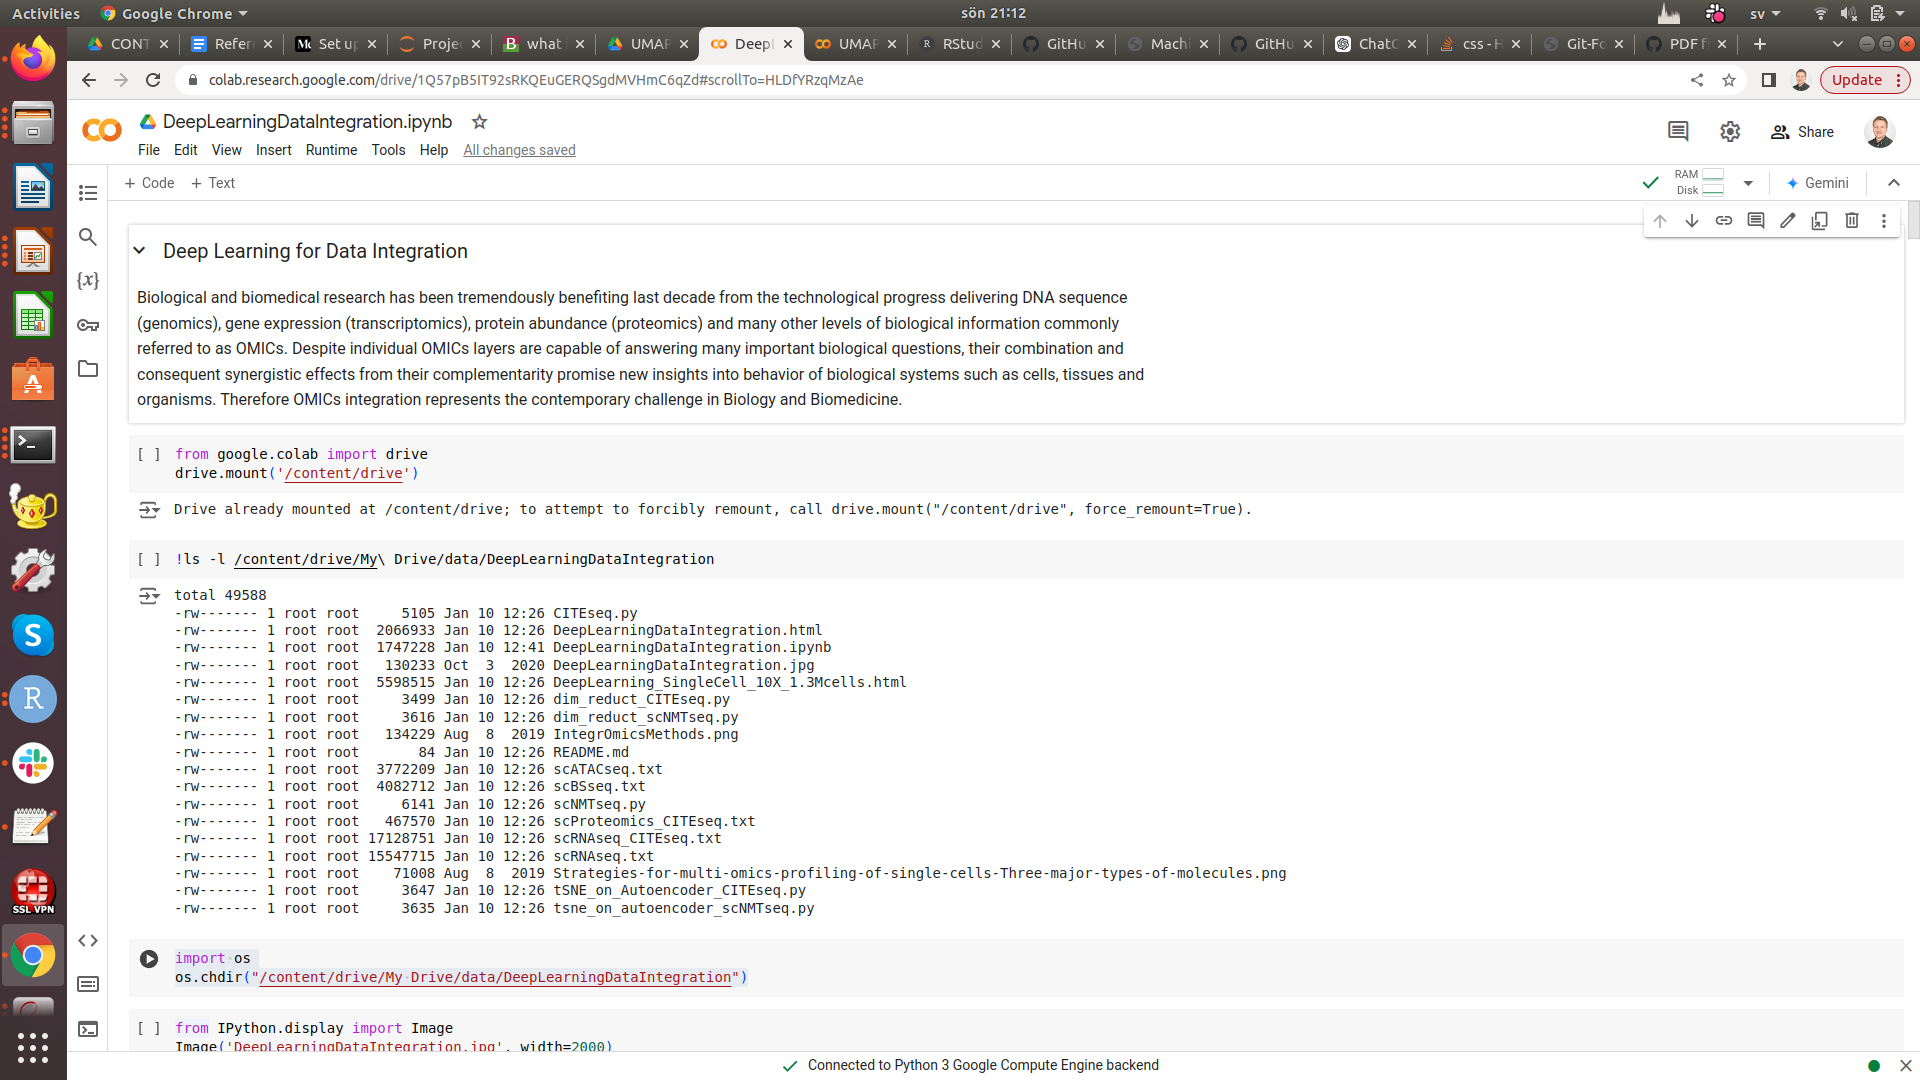 Activities Google Chrome sön 21:12 sv
CONT Refer Set up Proje what i UMAP DeepL UMAP RStud GitHu Machi GitHu ChatG css - H Git-Fo PDF fi
colab.research.google.com/drive/1Q57pB5IT92sRKQEuGERQSgdMVHmC6qZd#scrollTo=HLDfYRzqMzAe Update
DeepLearningDataIntegration.ipynb
File Edit View Insert Runtime Tools Help All changes saved Share
+ Code + Text RAM Disk Gemini
Deep Learning for Data Integration
Biological and biomedical research has been tremendously benefiting last decade from the technological progress delivering DNA sequence
(genomics), gene expression (transcriptomics), protein abundance (proteomics) and many other levels of biological information commonly
referred to as OMICs. Despite individual OMICs layers are capable of answering many important biological questions, their combination and
consequent synergistic effects from their complementarity promise new insights into behavior of biological systems such as cells, tissues and
organisms. Therefore OMICs integration represents the contemporary challenge in Biology and Biomedicine.
[ ] from google.colab import drive
drive.mount('/content/drive')
Drive already mounted at /content/drive; to attempt to forcibly remount, call drive.mount("/content/drive", force_remount=True).
[ ] !ls -l /content/drive/My\ Drive/data/DeepLearningDataIntegration
total 49588
-rw------- 1 root root     5105 Jan 10 12:26 CITEseq.py
-rw------- 1 root root  2066933 Jan 10 12:26 DeepLearningDataIntegration.html
-rw------- 1 root root  1747228 Jan 10 12:41 DeepLearningDataIntegration.ipynb
-rw------- 1 root root   130233 Oct  3  2020 DeepLearningDataIntegration.jpg
-rw------- 1 root root  5598515 Jan 10 12:26 DeepLearning_SingleCell_10X_1.3Mcells.html
-rw------- 1 root root     3499 Jan 10 12:26 dim_reduct_CITEseq.py
-rw------- 1 root root     3616 Jan 10 12:26 dim_reduct_scNMTseq.py
-rw------- 1 root root   134229 Aug  8  2019 IntegrOmicsMethods.png
-rw------- 1 root root       84 Jan 10 12:26 README.md
-rw------- 1 root root  3772209 Jan 10 12:26 scATACseq.txt
-rw------- 1 root root  4082712 Jan 10 12:26 scBSseq.txt
-rw------- 1 root root     6141 Jan 10 12:26 scNMTseq.py
-rw------- 1 root root   467570 Jan 10 12:26 scProteomics_CITEseq.txt
-rw------- 1 root root 17128751 Jan 10 12:26 scRNAseq_CITEseq.txt
-rw------- 1 root root 15547715 Jan 10 12:26 scRNAseq.txt
-rw------- 1 root root    71008 Aug  8  2019 Strategies-for-multi-omics-profiling-of-single-cells-Three-major-types-of-molecules.png
-rw------- 1 root root     3647 Jan 10 12:26 tSNE_on_Autoencoder_CITEseq.py
-rw------- 1 root root     3635 Jan 10 12:26 tsne_on_autoencoder_scNMTseq.py
SSL VPN
import os
os.chdir("/content/drive/My Drive/data/DeepLearningDataIntegration")
[ ] from IPython.display import Image
Image('DeepLearningDataIntegration.jpg', width=2000)
Connected to Python 3 Google Compute Engine backend